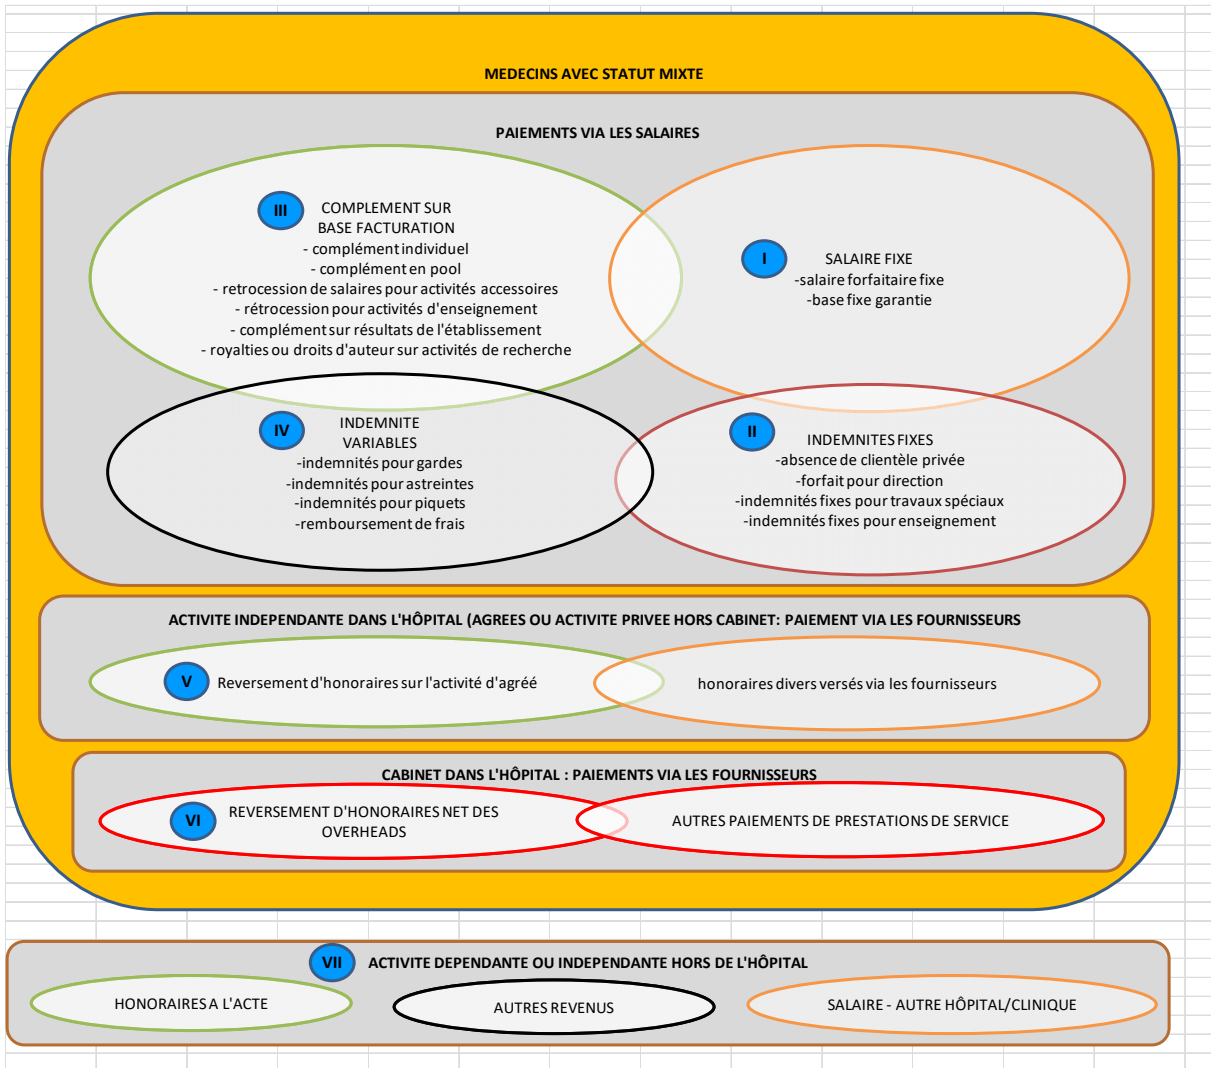 MEDECINS AVEC STATUT MIXTE
PAIEMENTS VIA LES SALAIRES
III
COMPLEMENT SUR
BASE FACTURATION
- complément individuel
- complément en pool
- retrocession de salaires pour activités accessoires
- rétrocession pour activités d'enseignement
- complément sur résultats de l'établissement
- royalties ou droits d'auteur sur activités de recherche
I
SALAIRE FIXE
-salaire forfaitaire fixe
-base fixe garantie
IV
INDEMNITE
VARIABLES
-indemnités pour gardes
-indemnités pour astreintes
-indemnités pour piquets
-remboursement de frais
II
INDEMNITES FIXES
-absence de clientèle privée
-forfait pour direction
-indemnités fixes pour travaux spéciaux
-indemnités fixes pour enseignement
ACTIVITE INDEPENDANTE DANS L'HÔPITAL (AGREES OU ACTIVITE PRIVEE HORS CABINET: PAIEMENT VIA LES FOURNISSEURS
V
Reversement d'honoraires sur l'activité d'agréé
honoraires divers versés via les fournisseurs
CABINET DANS L'HÔPITAL : PAIEMENTS VIA LES FOURNISSEURS
VI
REVERSEMENT D'HONORAIRES NET DES
OVERHEADS
AUTRES PAIEMENTS DE PRESTATIONS DE SERVICE
VII
ACTIVITE DEPENDANTE OU INDEPENDANTE HORS DE L'HÔPITAL
HONORAIRES A L'ACTE
AUTRES REVENUS
SALAIRE - AUTRE HÔPITAL/CLINIQUE